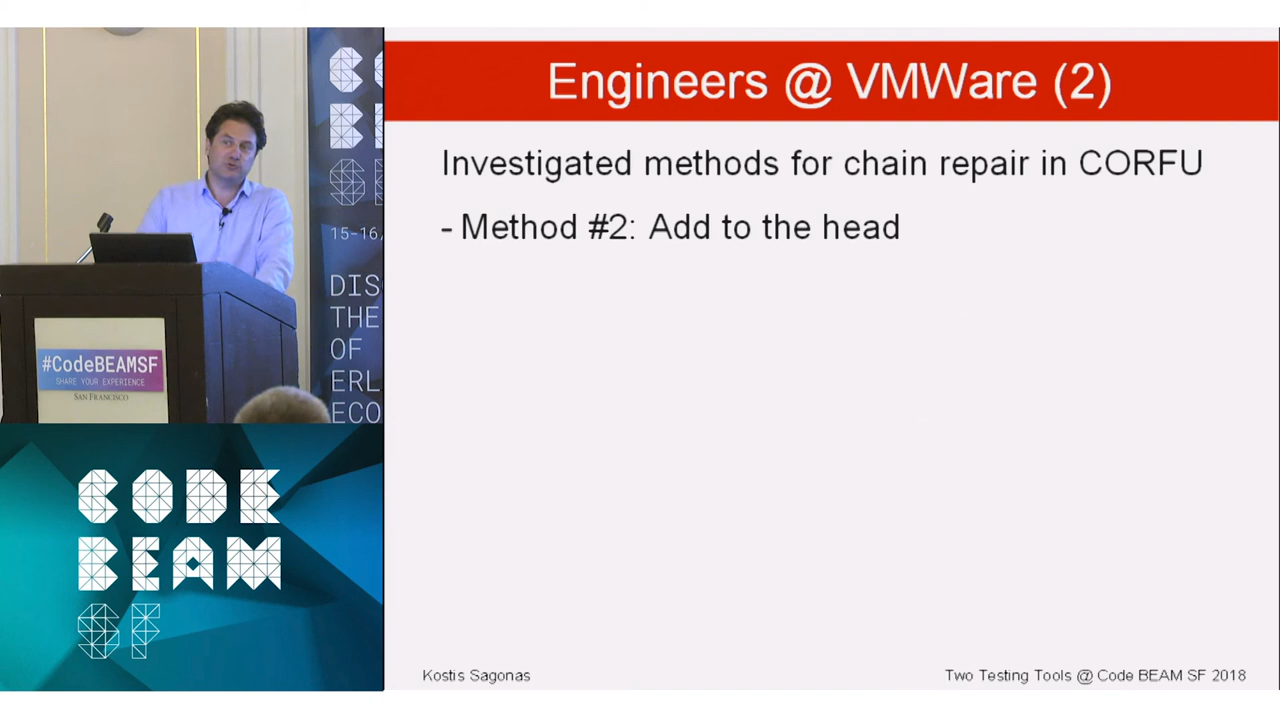 Engineers @ VMWare (2)
Investigated methods for chain repair in CORFU
- Method #2: Add to the head
Kostis Sagonas
Two Testing Tools @ Code BEAM SF 2018
15-16
DIS
THE
OF
ERL
ECO
#CodeBEAMSF
SHARE YOUR EXPERIENCE
SAN FRANCISCO
CODE
BEAM
SF